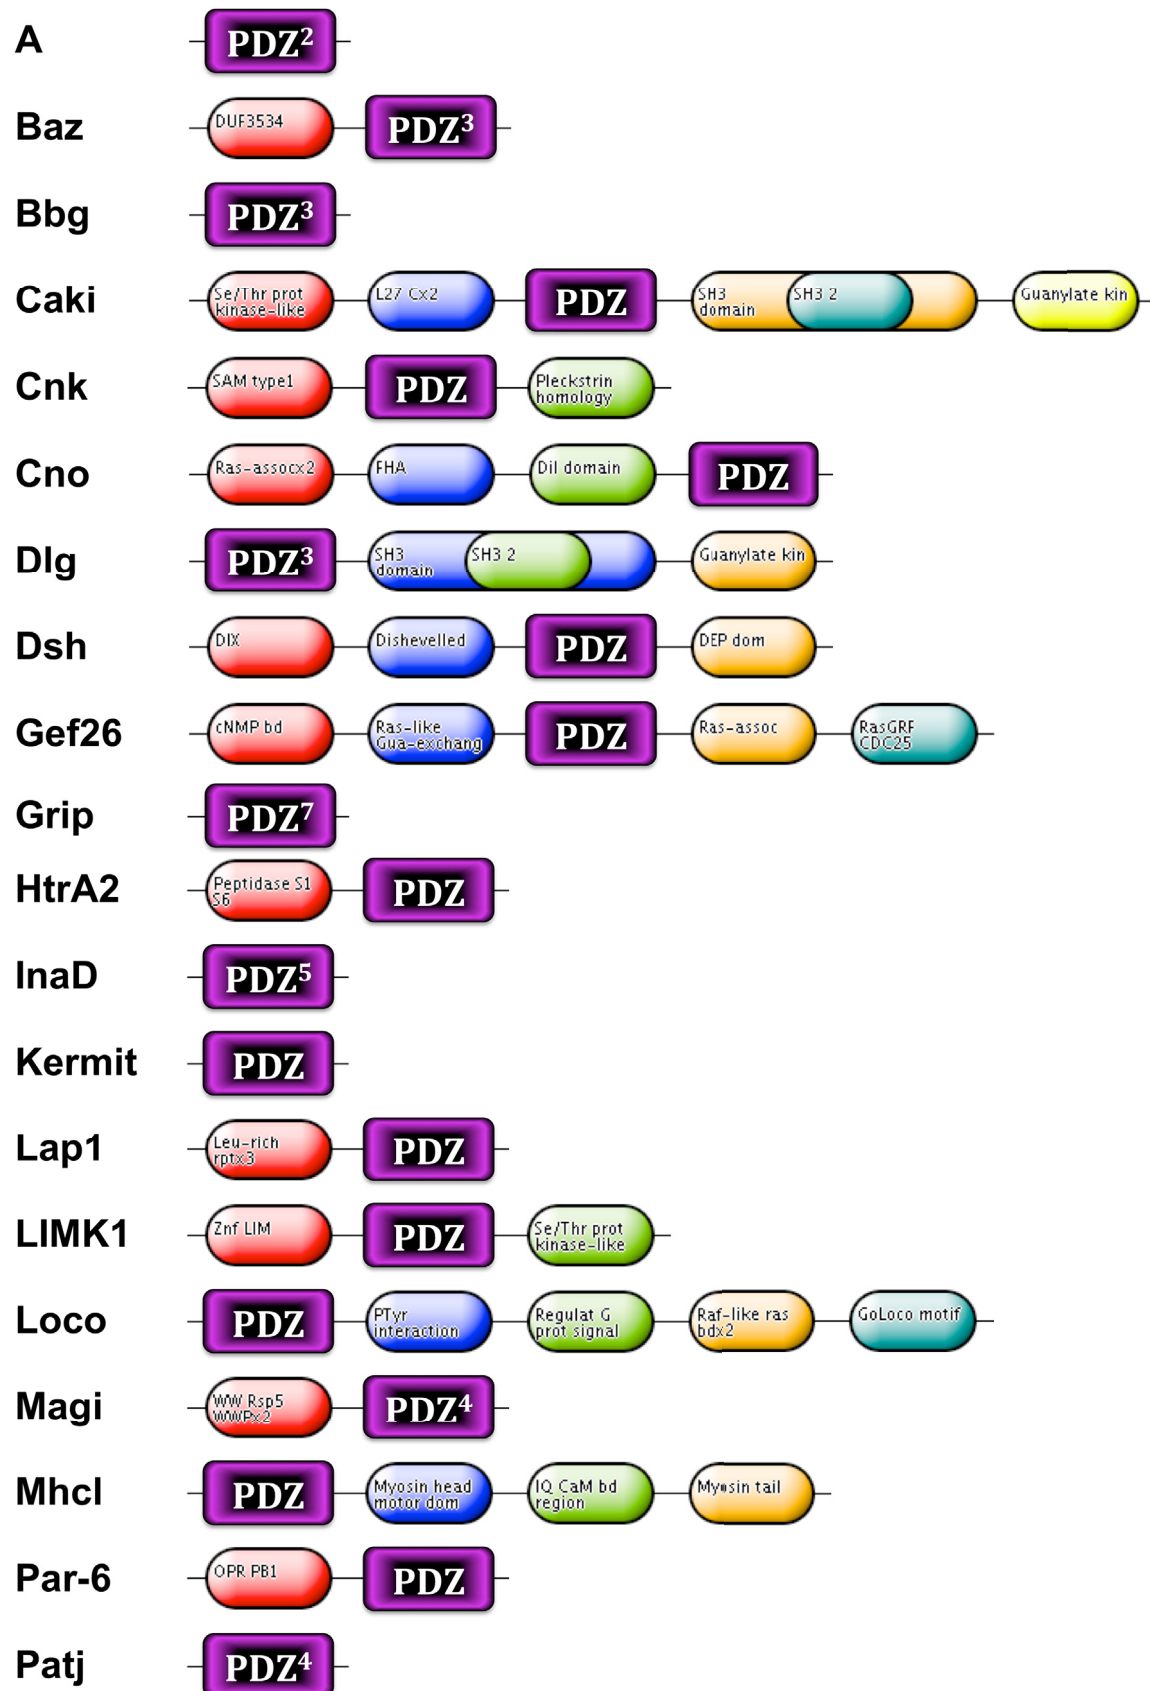 A PDZ²
Baz DUF3534 PDZ³
Bbg PDZ³
Caki Se/Thr prot kinase-like L27 Cx2 PDZ SH3 domain SH3 2 Guanylate kin
Cnk SAM type1 PDZ Pleckstrin homology
Cno Ras-assocx2 FHA Dil domain PDZ
Dlg PDZ³ SH3 domain SH3 2 Guanylate kin
Dsh DIX Dishevelled PDZ DEP dom
Gef26 cNMP bd Ras-like Gua-exchang PDZ Ras-assoc RasGRF CDC25
Grip PDZ⁷
HtrA2 Peptidase S1 S6 PDZ
InaD PDZ⁵
Kermit PDZ
Lap1 Leu-rich rptx3 PDZ
LIMK1 Znf LIM PDZ Se/Thr prot kinase-like
Loco PDZ PTyr interaction Regulat G prot signal Raf-like ras bdx2 GoLoco motif
Magi WW Rsp5 WWPx2 PDZ⁴
Mhcl PDZ Myosin head motor dom IQ CaM bd region Myosin tail
Par-6 OPR PB1 PDZ
Patj PDZ⁴